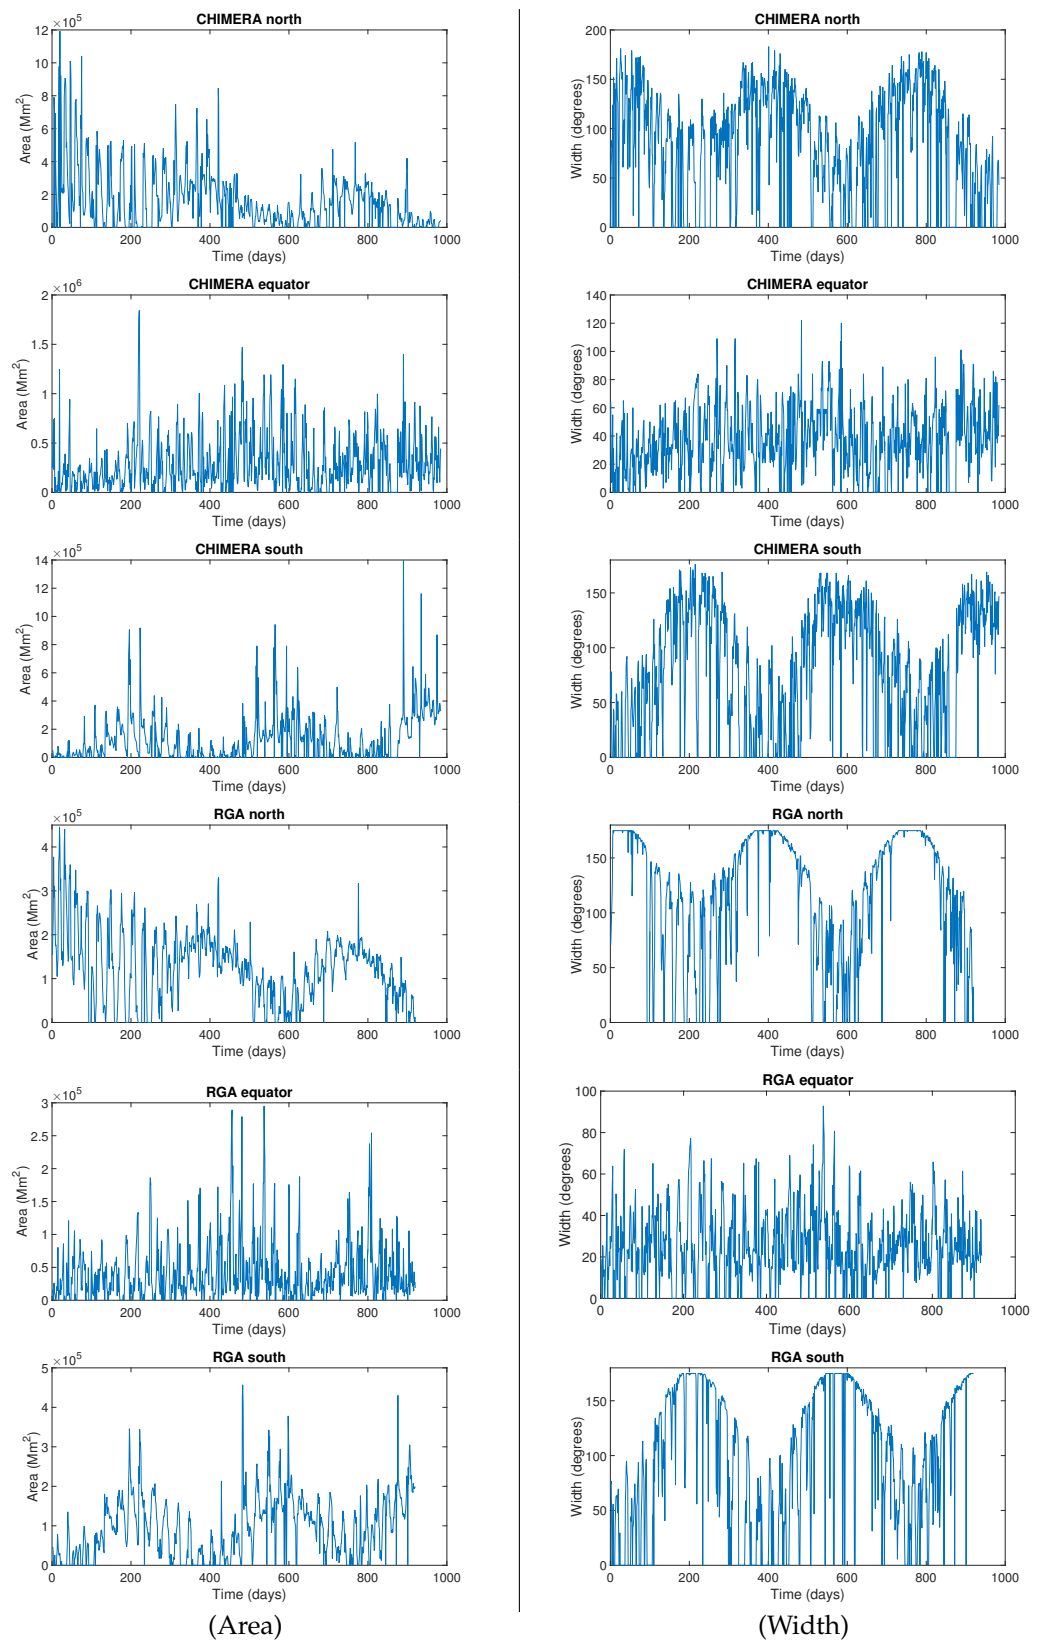 CHIMERA north
×10⁵
Area (Mm²)
12
10
8
6
4
2
0
0 200 400 600 800 1000
Time (days)
CHIMERA north
Width (degrees)
200
150
100
50
0
0 200 400 600 800 1000
Time (days)
CHIMERA equator
×10⁶
Area (Mm²)
2
1.5
1
0.5
0
0 200 400 600 800 1000
Time (days)
CHIMERA equator
Width (degrees)
140
120
100
80
60
40
20
0
0 200 400 600 800 1000
Time (days)
CHIMERA south
×10⁵
Area (Mm²)
14
12
10
8
6
4
2
0
0 200 400 600 800 1000
Time (days)
CHIMERA south
Width (degrees)
150
100
50
0
0 200 400 600 800 1000
Time (days)
RGA north
×10⁵
Area (Mm²)
4
3
2
1
0
0 200 400 600 800 1000
Time (days)
RGA north
Width (degrees)
150
100
50
0
0 200 400 600 800 1000
Time (days)
RGA equator
×10⁵
Area (Mm²)
3
2.5
2
1.5
1
0.5
0
0 200 400 600 800 1000
Time (days)
RGA equator
Width (degrees)
100
80
60
40
20
0
0 200 400 600 800 1000
Time (days)
RGA south
×10⁵
Area (Mm²)
5
4
3
2
1
0
0 200 400 600 800 1000
Time (days)
RGA south
Width (degrees)
150
100
50
0
0 200 400 600 800 1000
Time (days)
(Area)
(Width)